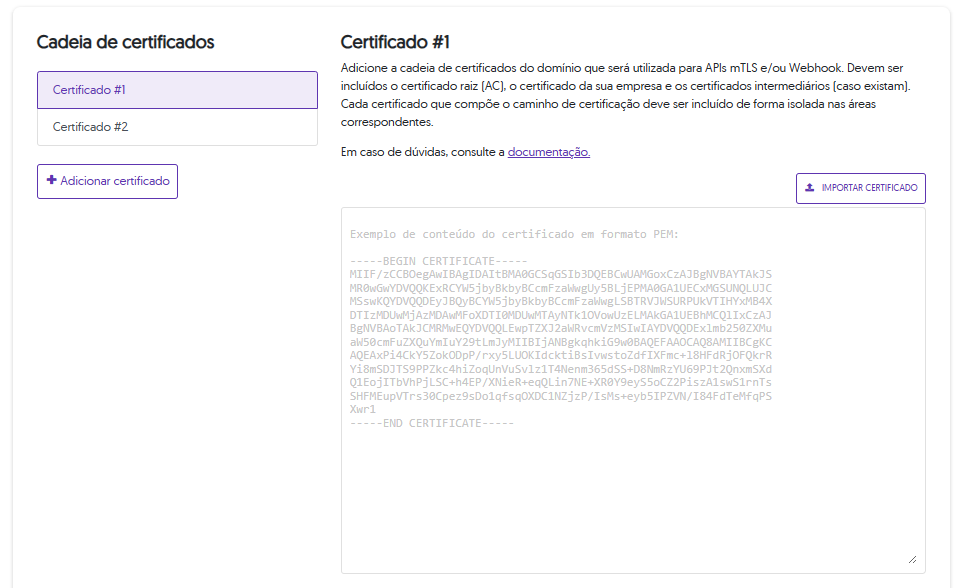 Cadeia de certificados
Certificado #1
Certificado #2
Adicionar certificado
Certificado #1
Adicione a cadeia de certificados do domínio que será utilizada para APIs mTLS e/ou Webhook. Devem ser
incluídos o certificado raiz (AC), o certificado da sua empresa e os certificados intermediários (caso existam).
Cada certificado que compõe o caminho de certificação deve ser incluído de forma isolada nas áreas
correspondentes.
Em caso de dúvidas, consulte a documentação.
IMPORTAR CERTIFICADO
Exemplo de conteúdo do certificado em formato PEM:
-----BEGIN CERTIFICATE-----
MIIF/zCCBOegAwIBAgIDAItBMA0GCSqGSIb3DQEBCwUAMGoxCzAJBgNVBAYTAkJS
MR0wGwYDVQQKExRCYW5jbyBkbyBCcmFzaWwgUy5BLjEPMA0GA1UECxMGSUNQLUJC
MSswKQYDVQQDEyJBQyBCYW5jbyBkbyBCcmFzaWwgLSBTRVJWSURPUkVTIHYxMB4X
DTIzMDUwMjAzMDAwMFoXDTI0MDUwMTAyNTk1OVowUzELMAkGA1UEBhMCQlIxCzAJ
BgNVBAoTAkJCMRMwEQYDVQQLEwpTZXJ2aWRvcmVzMSIwIAYDVQQDExlmb250ZXMu
aW50cmFuZXQuYmIuY29tLmJyMIIBIjANBgkqhkiG9w0BAQEFAAOCAQ8AMIIBCgKC
AQEAxPi4CkY5ZokODpP/rxy5LUOKIdcktiBsIvwstoZdfIXFmc+l8HFdRjOFQkrR
Yi8mSDJTS9PPZkc4hiZoqUnVuSvlz1T4Nenm365dSS+D8NmRzYU69PJt2QnxmSXd
Q1EojITbVhPjLSC+h4EP/XNieR+eqQLin7NE+XR0Y9eyS5oCZ2PiszA1swS1rnTs
SHFMEupVTrs30Cpez9sDo1qfsqOXDC1NZjzP/IsMs+eyb5IPZVN/I84FdTeMfqPS
Xwr1
-----END CERTIFICATE-----